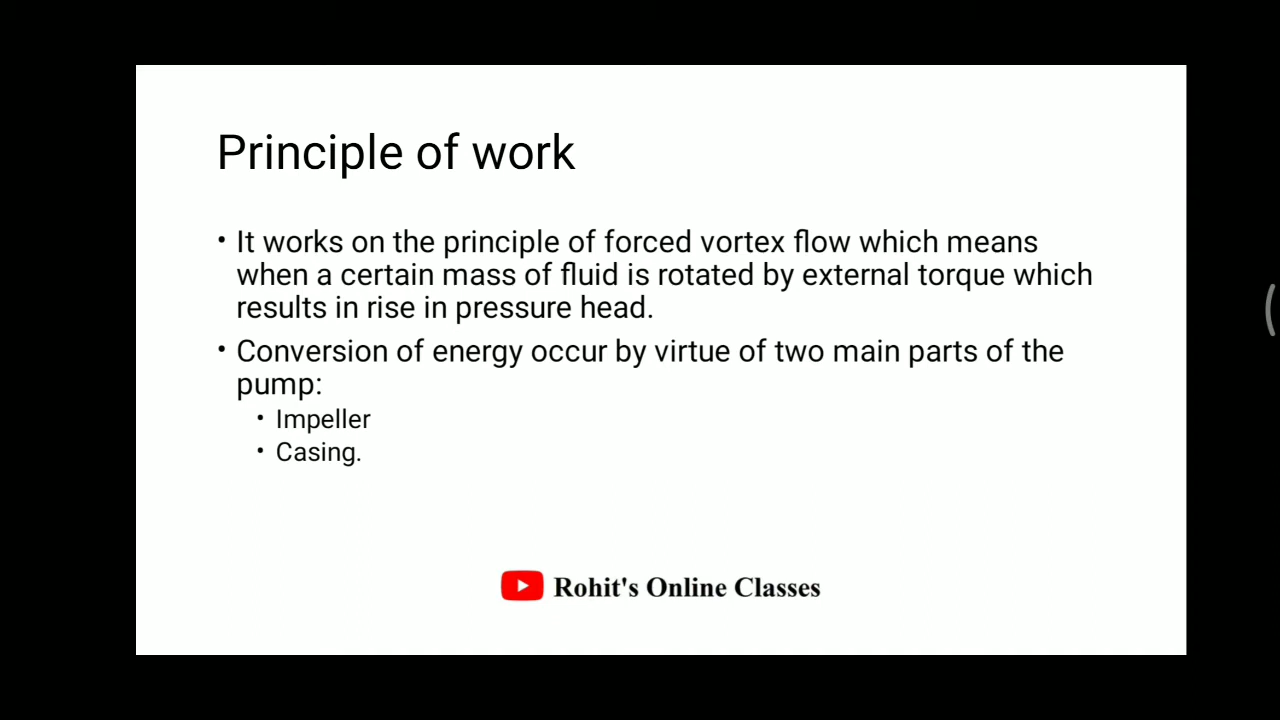 Principle of work
• It works on the principle of forced vortex flow which means
when a certain mass of fluid is rotated by external torque which
results in rise in pressure head.
• Conversion of energy occur by virtue of two main parts of the
pump:
• Impeller
• Casing.
Rohit's Online Classes